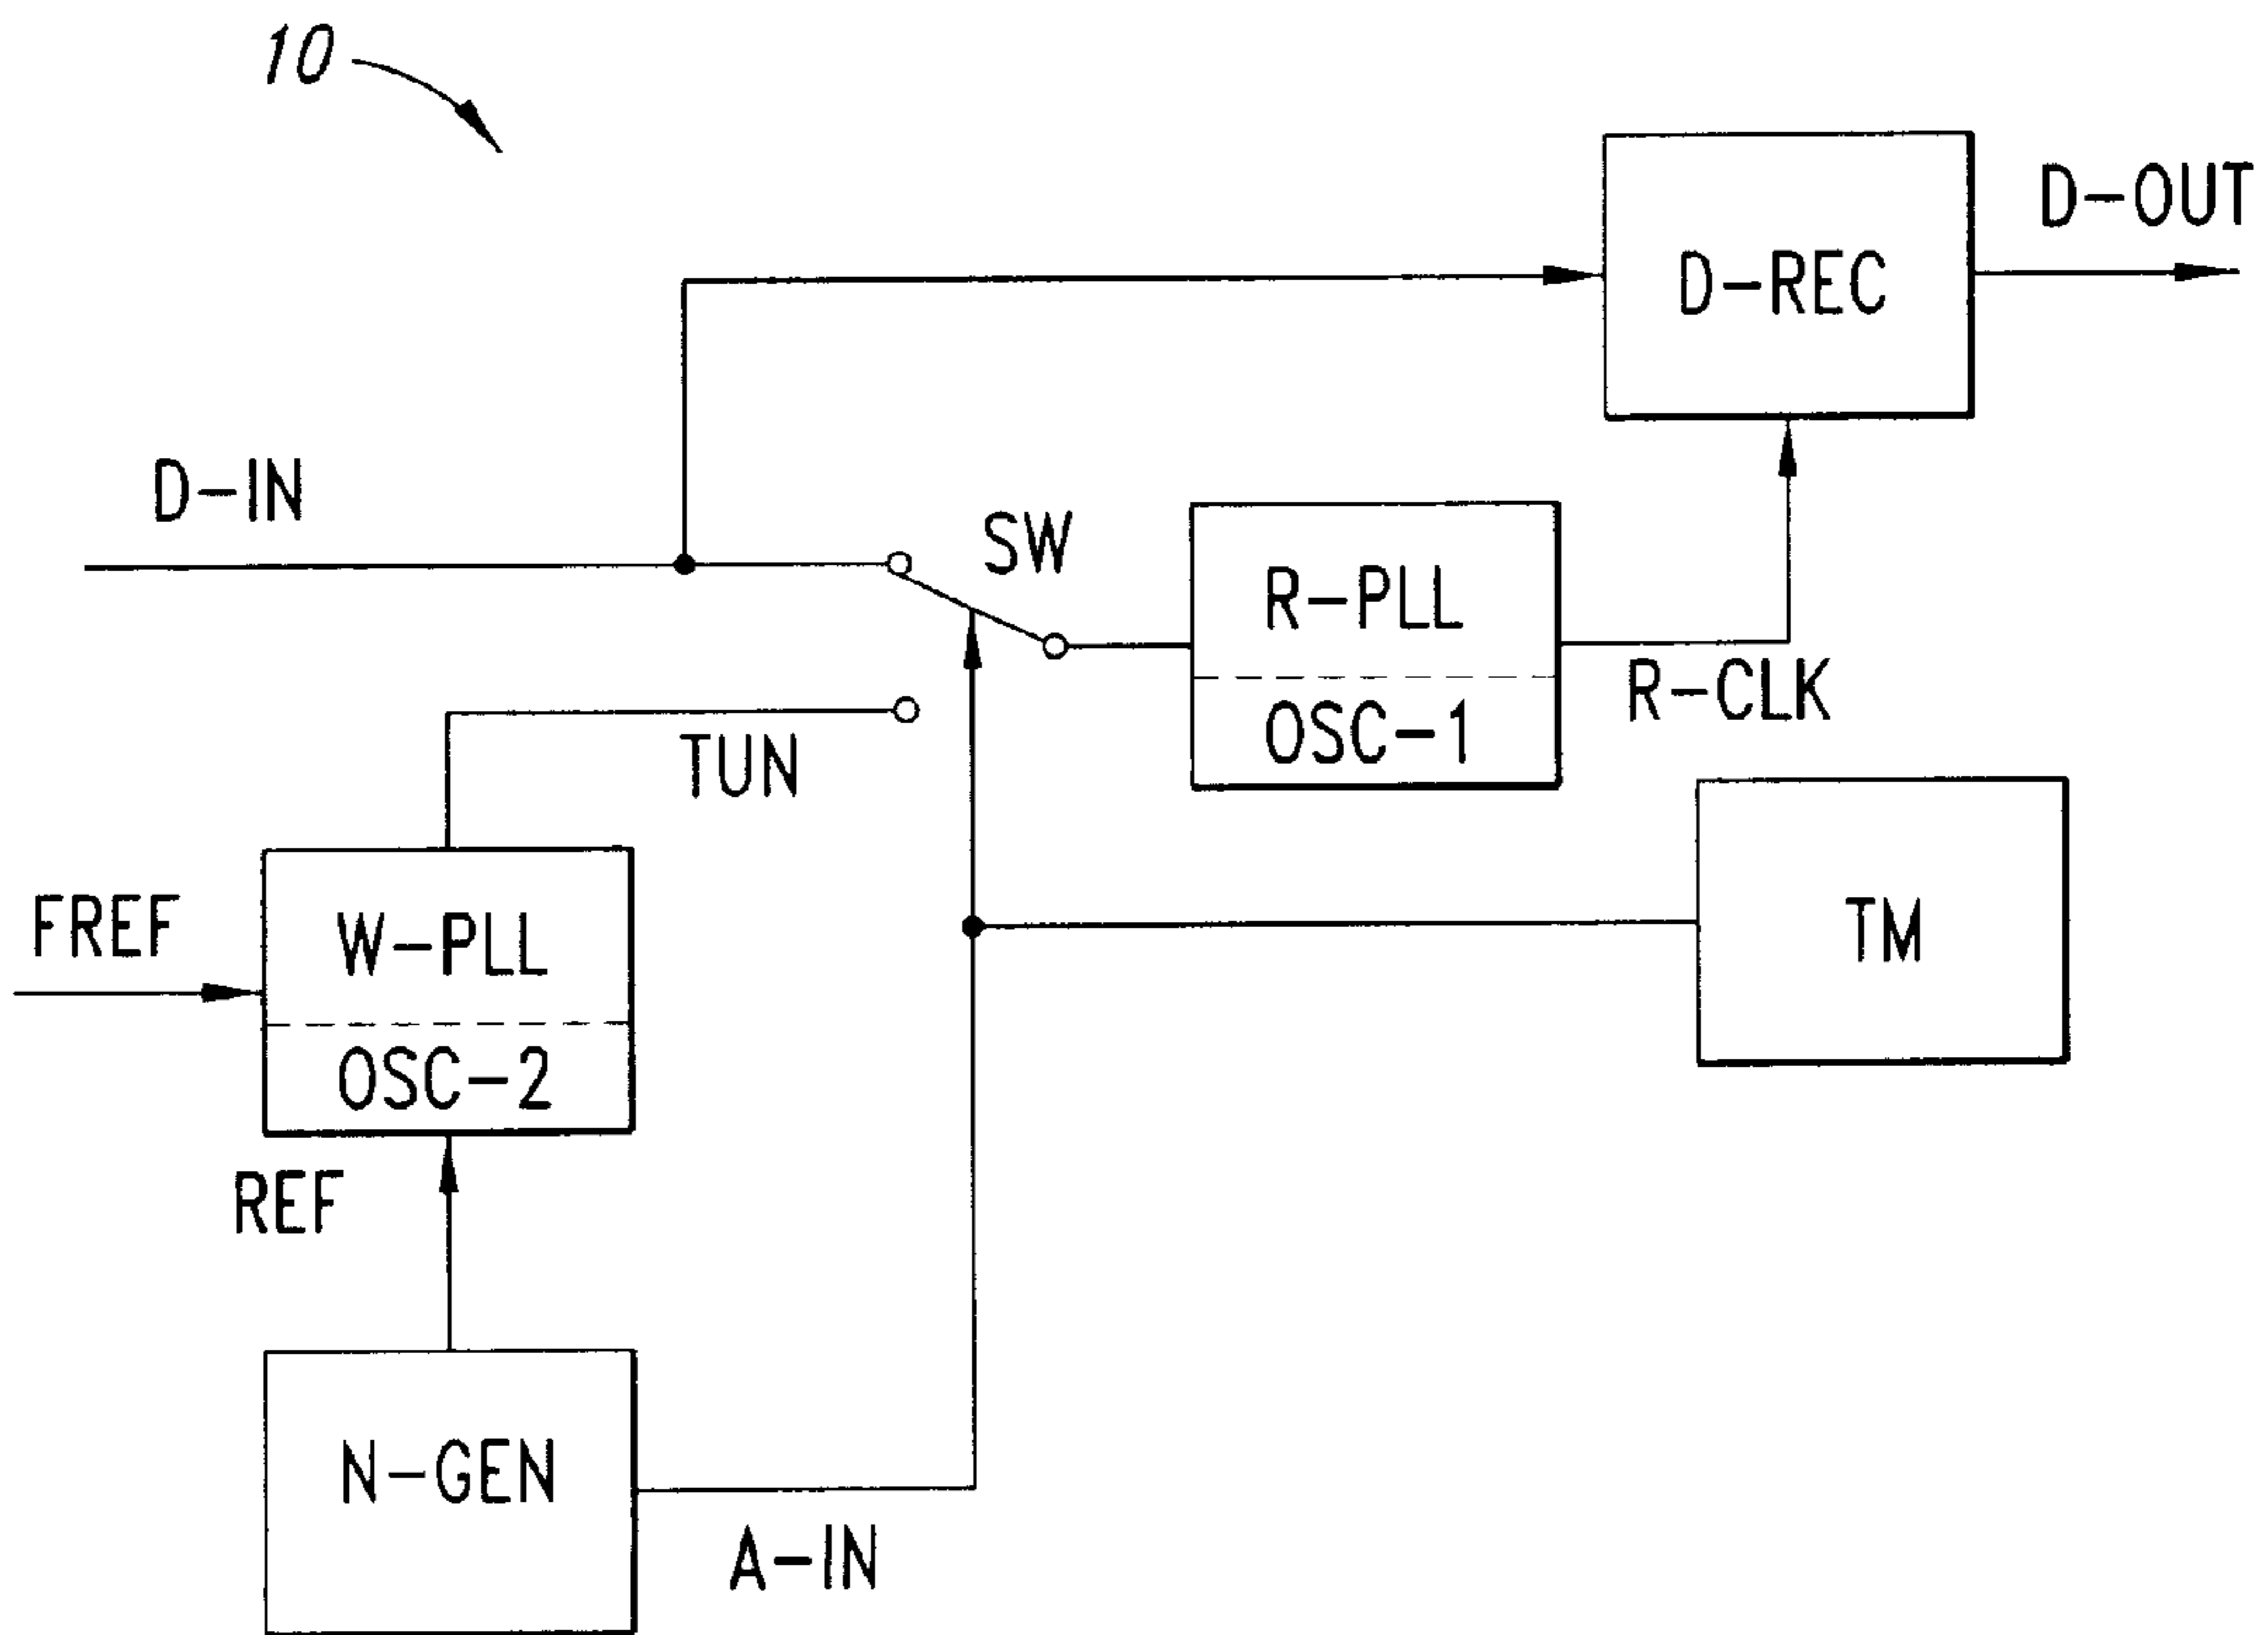 10
D-OUT
D-REC
D-IN
SW
R-PLL
OSC-1
R-CLK
TUN
FREF
W-PLL
OSC-2
TM
REF
N-GEN
A-IN